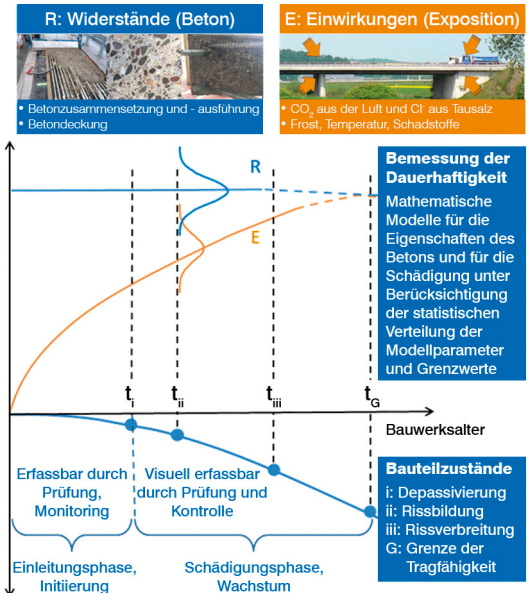 R: Widerstände (Beton)
• Betonzusammensetzung und - ausführung
• Betondeckung
E: Einwirkungen (Exposition)
• CO₂ aus der Luft und Cl⁻ aus Tausalz
• Frost, Temperatur, Schadstoffe
R
E
Bemessung der
Dauerhaftigkeit
Mathematische
Modelle für die
Eigenschaften des
Betons und für die
Schädigung unter
Berücksichtigung
der statistischen
Verteilung der
Modellparameter
und Grenzwerte
tᵢ
tᵢᵢ
tᵢᵢᵢ
t_G
Bauwerksalter
Erfassbar durch
Prüfung,
Monitoring
Visuell erfassbar
durch Prüfung und
Kontrolle
Einleitungsphase,
Initiierung
Schädigungsphase,
Wachstum
Bauteilzustände
i: Depassivierung
ii: Rissbildung
iii: Rissverbreitung
G: Grenze der
Tragfähigkeit